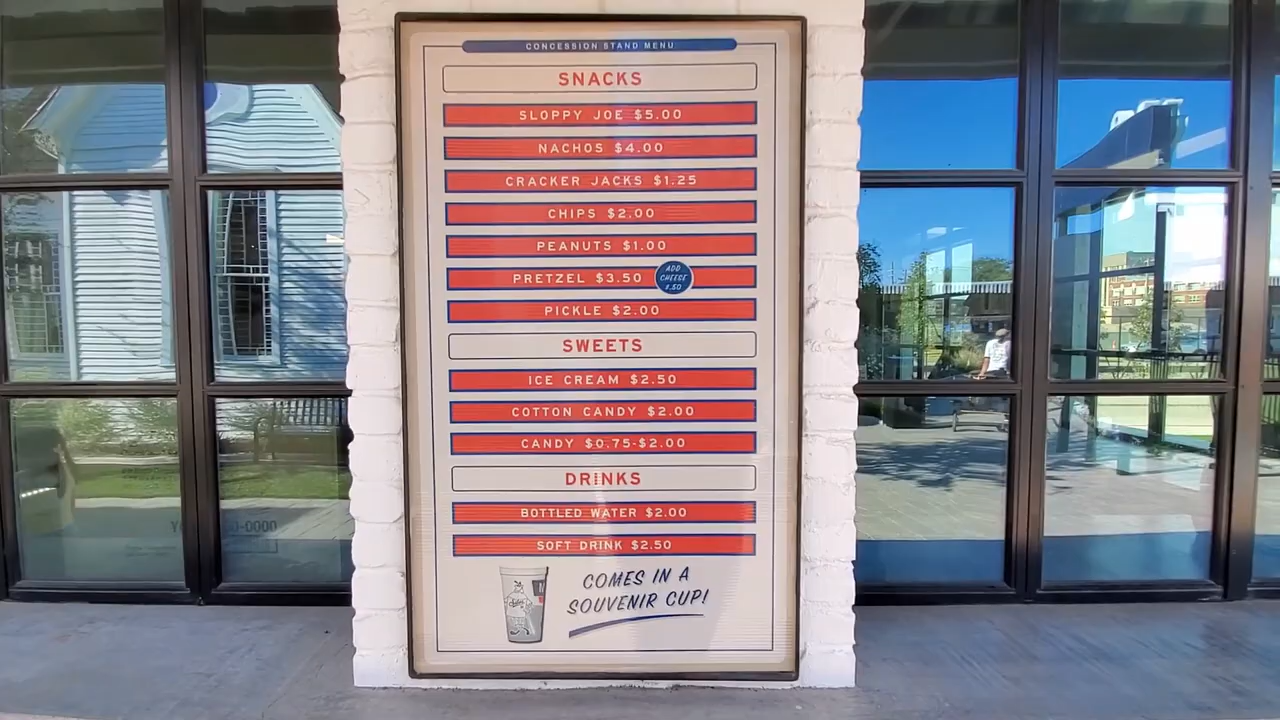 CONCESSION STAND MENU
SNACKS
SLOPPY JOE $5.00
NACHOS $4.00
CRACKER JACKS $1.25
CHIPS $2.00
PEANUTS $1.00
PRETZEL $3.50
ADD
CHEESE
$.50
PICKLE $2.00
SWEETS
ICE CREAM $2.50
COTTON CANDY $2.00
CANDY $0.75-$2.00
DRINKS
BOTTLED WATER $2.00
SOFT DRINK $2.50
COMES IN A
SOUVENIR CUP!